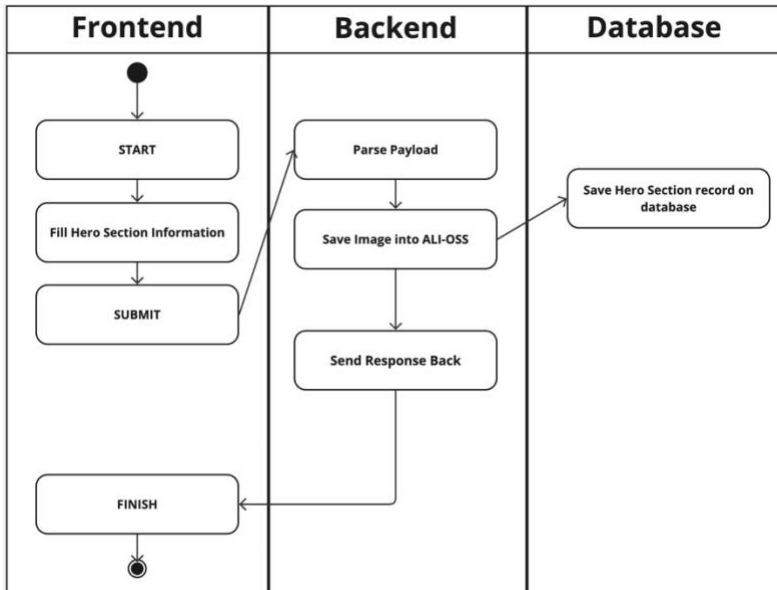 Frontend
Backend
Database
START
Fill Hero Section Information
SUBMIT
Parse Payload
Save Image into ALI-OSS
Save Hero Section record on
database
Send Response Back
FINISH